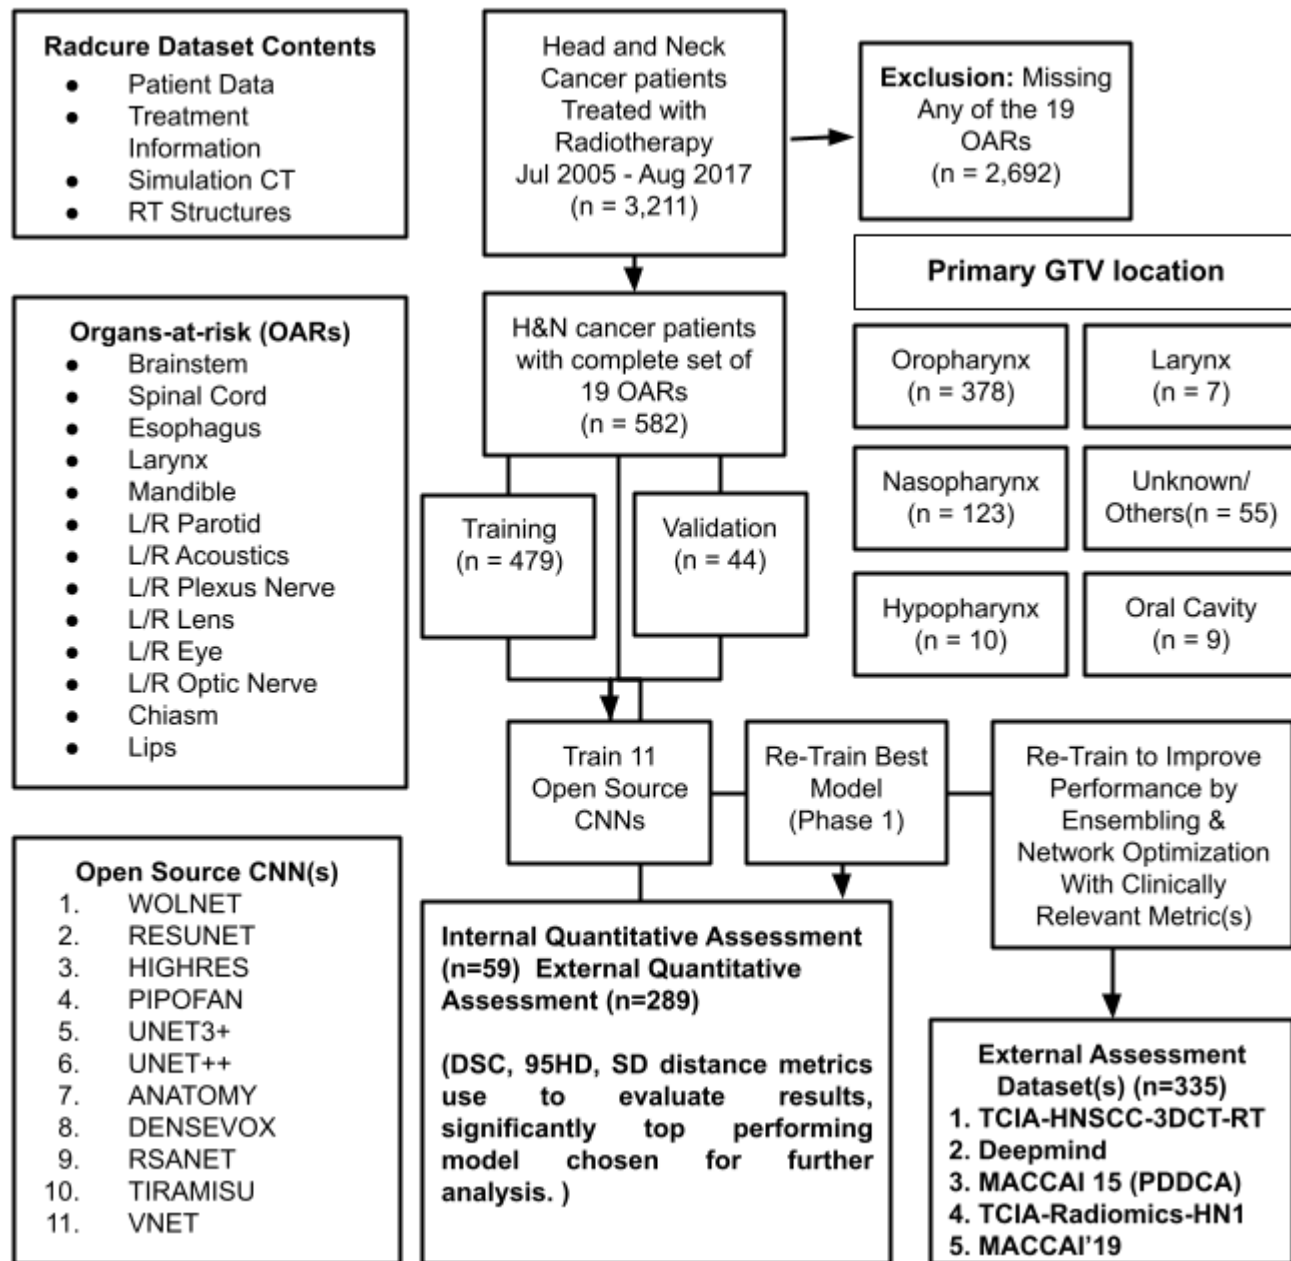 Radcure Dataset Contents
● Patient Data
● Treatment
Information
● Simulation CT
● RT Structures
Head and Neck
Cancer patients
Treated with
Radiotherapy
Jul 2005 - Aug 2017
(n = 3,211)
Exclusion: Missing
Any of the 19
OARs
(n = 2,692)
Organs-at-risk (OARs)
● Brainstem
● Spinal Cord
● Esophagus
● Larynx
● Mandible
● L/R Parotid
● L/R Acoustics
● L/R Plexus Nerve
● L/R Lens
● L/R Eye
● L/R Optic Nerve
● Chiasm
● Lips
H&N cancer patients
with complete set of
19 OARs
(n = 582)
Training
(n = 479)
Validation
(n = 44)
Primary GTV location
Oropharynx
(n = 378)
Larynx
(n = 7)
Nasopharynx
(n = 123)
Unknown/
Others(n = 55)
Hypopharynx
(n = 10)
Oral Cavity
(n = 9)
Train 11
Open Source
CNNs
Re-Train Best
Model
(Phase 1)
Re-Train to Improve
Performance by
Ensembling &
Network Optimization
With Clinically
Relevant Metric(s)
Open Source CNN(s)
1. WOLNET
2. RESUNET
3. HIGHRES
4. PIPOFAN
5. UNET3+
6. UNET++
7. ANATOMY
8. DENSEVOX
9. RSANET
10. TIRAMISU
11. VNET
Internal Quantitative Assessment
(n=59) External Quantitative
Assessment (n=289)
(DSC, 95HD, SD distance metrics
use to evaluate results,
significantly top performing
model chosen for further
analysis. )
External Assessment
Dataset(s) (n=335)
1. TCIA-HNSCC-3DCT-RT
2. Deepmind
3. MACCAI 15 (PDDCA)
4. TCIA-Radiomics-HN1
5. MACCAI’19